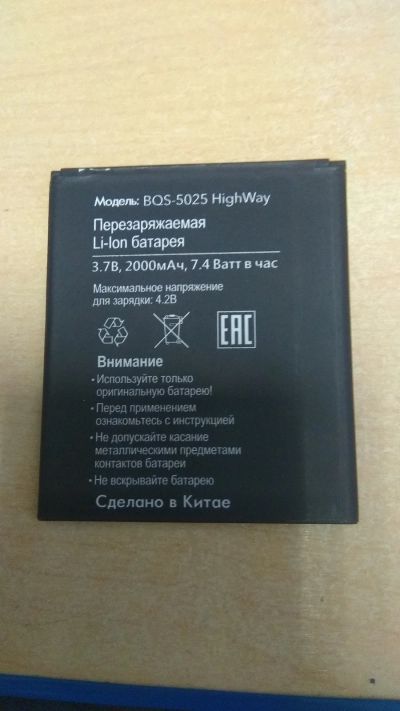 Модель: BQS-5025 HighWay
Перезаряжаемая
Li-Ion батарея
3.7В, 2000мАч, 7.4 Ватт в час
Максимальное напряжение
для зарядки: 4.2В
EAC
Внимание
• Используйте только
оригинальную батарею!
• Перед применением
ознакомьтесь с инструкцией
• Не допускайте касание
металлическими предметами
контактов батареи
• Не вскрывайте батарею
Сделано в Китае